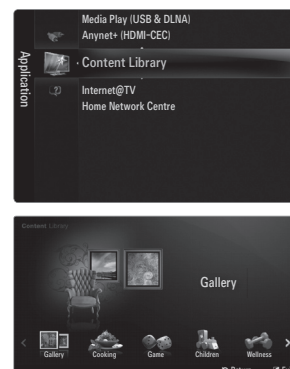 Media Play (USB & DLNA)
Anynet+ (HDMI-CEC)
Application
· Content Library
Internet@TV
Home Network Centre
Content Library
Gallery
Gallery Cooking Game Children Wellness
Return